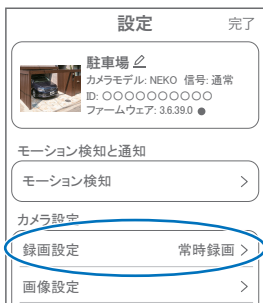 設定
完了
駐車場
カメラモデル: NEKO 信号: 通常
ID: 〇〇〇〇〇〇〇〇〇〇
ファームウェア: 3.6.39.0 ●
モーション検知と通知
モーション検知 >
カメラ設定
録画設定 常時録画 >
画像設定 >